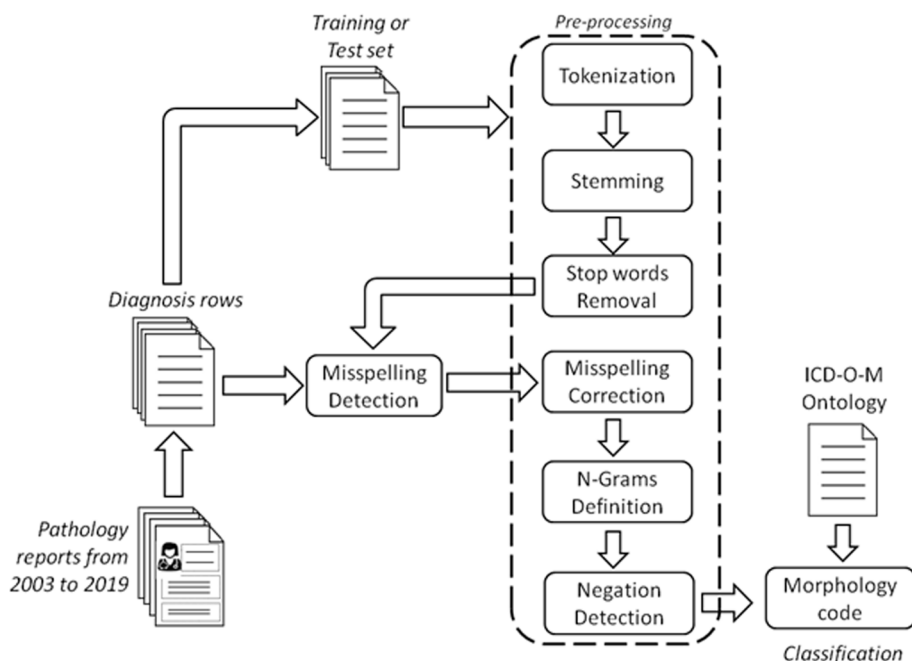 Pre-processing
Training or
Test set
Tokenization
Stemming
Stop words
Removal
Diagnosis rows
Misspelling
Detection
Misspelling
Correction
ICD-O-M
Ontology
N-Grams
Definition
Pathology
reports from
2003 to 2019
Negation
Detection
Morphology
code
Classification